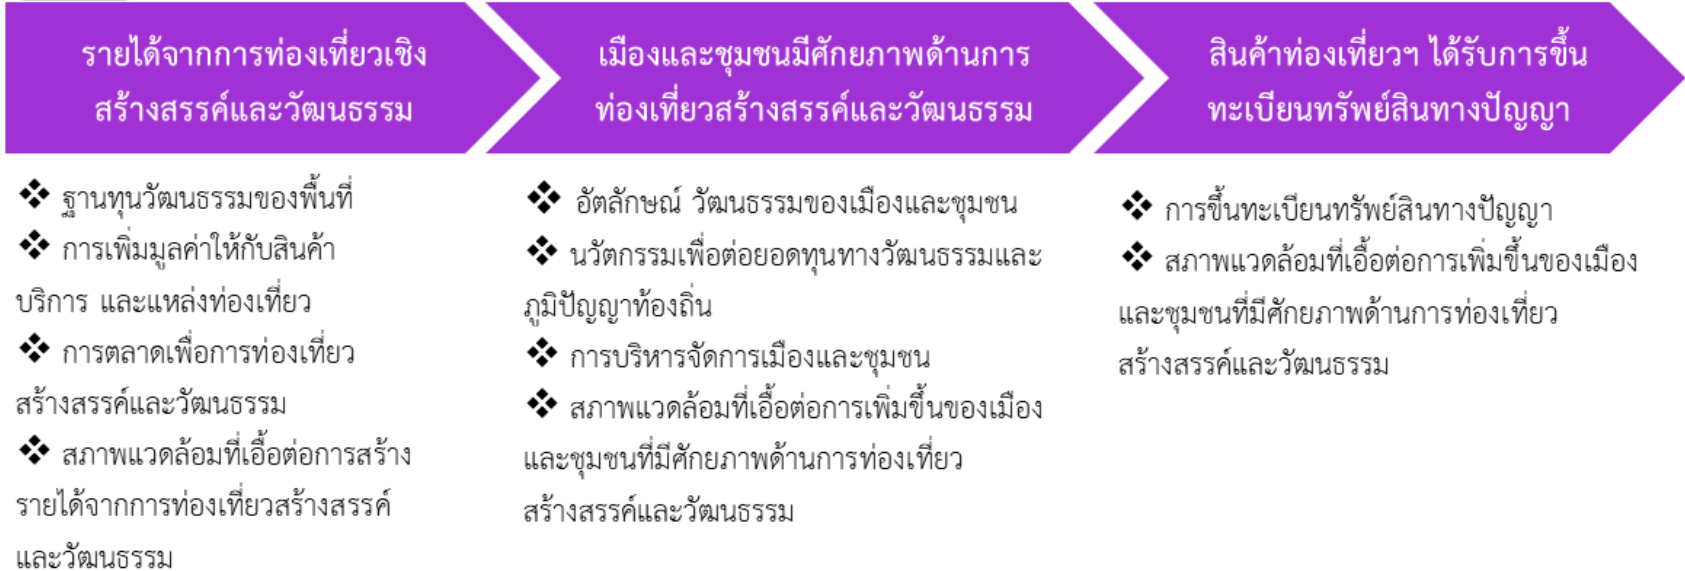 รายได้จากการท่องเที่ยวเชิง
สร้างสรรค์และวัฒนธรรม
❖ ฐานทุนวัฒนธรรมของพื้นที่
❖ การเพิ่มมูลค่าให้กับสินค้า
บริการ และแหล่งท่องเที่ยว
❖ การตลาดเพื่อการท่องเที่ยว
สร้างสรรค์และวัฒนธรรม
❖ สภาพแวดล้อมที่เอื้อต่อการสร้าง
รายได้จากการท่องเที่ยวสร้างสรรค์
และวัฒนธรรม
เมืองและชุมชนมีศักยภาพด้านการ
ท่องเที่ยวสร้างสรรค์และวัฒนธรรม
❖ อัตลักษณ์ วัฒนธรรมของเมืองและชุมชน
❖ นวัตกรรมเพื่อต่อยอดทุนทางวัฒนธรรมและ
ภูมิปัญญาท้องถิ่น
❖ การบริหารจัดการเมืองและชุมชน
❖ สภาพแวดล้อมที่เอื้อต่อการเพิ่มขึ้นของเมือง
และชุมชนที่มีศักยภาพด้านการท่องเที่ยว
สร้างสรรค์และวัฒนธรรม
สินค้าท่องเที่ยวฯ ได้รับการขึ้น
ทะเบียนทรัพย์สินทางปัญญา
❖ การขึ้นทะเบียนทรัพย์สินทางปัญญา
❖ สภาพแวดล้อมที่เอื้อต่อการเพิ่มขึ้นของเมือง
และชุมชนที่มีศักยภาพด้านการท่องเที่ยว
สร้างสรรค์และวัฒนธรรม